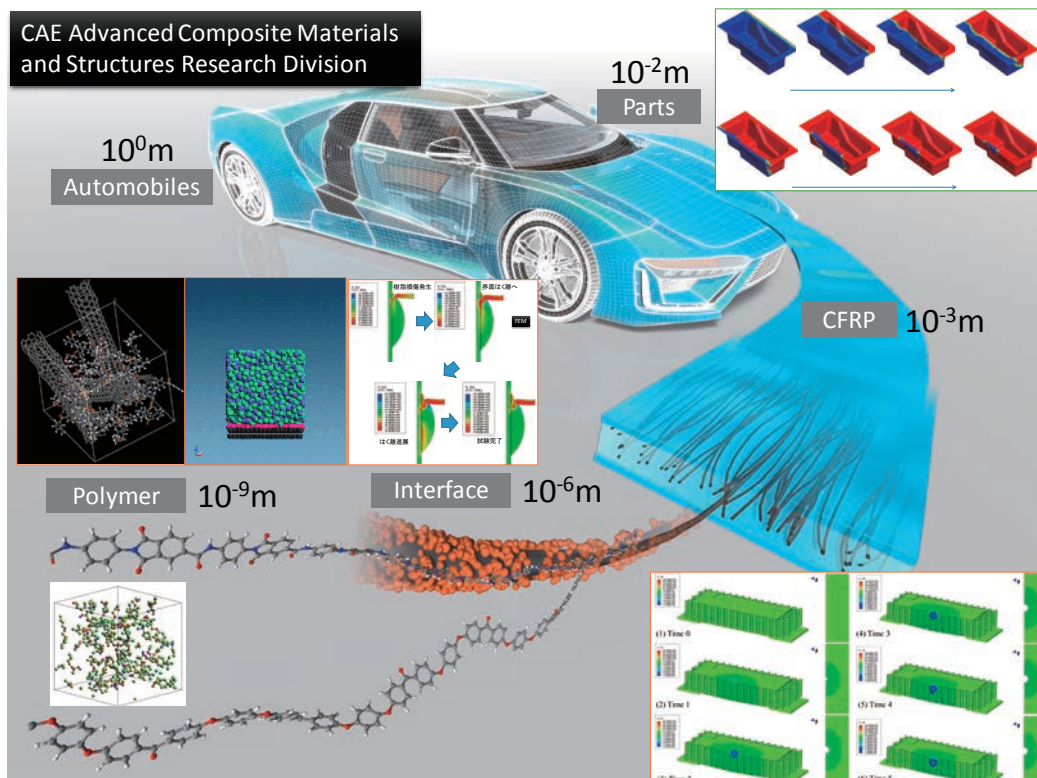 CAE Advanced Composite Materials
and Structures Research Division
10⁻²m
Parts
10⁰m
Automobiles
樹脂損傷発生
界面はく離へ
FEM
はく離進展
試験完了
CFRP 10⁻³m
Polymer 10⁻⁹m
Interface 10⁻⁶m
(1) Time 0
(4) Time 3
(2) Time 1
(5) Time 4